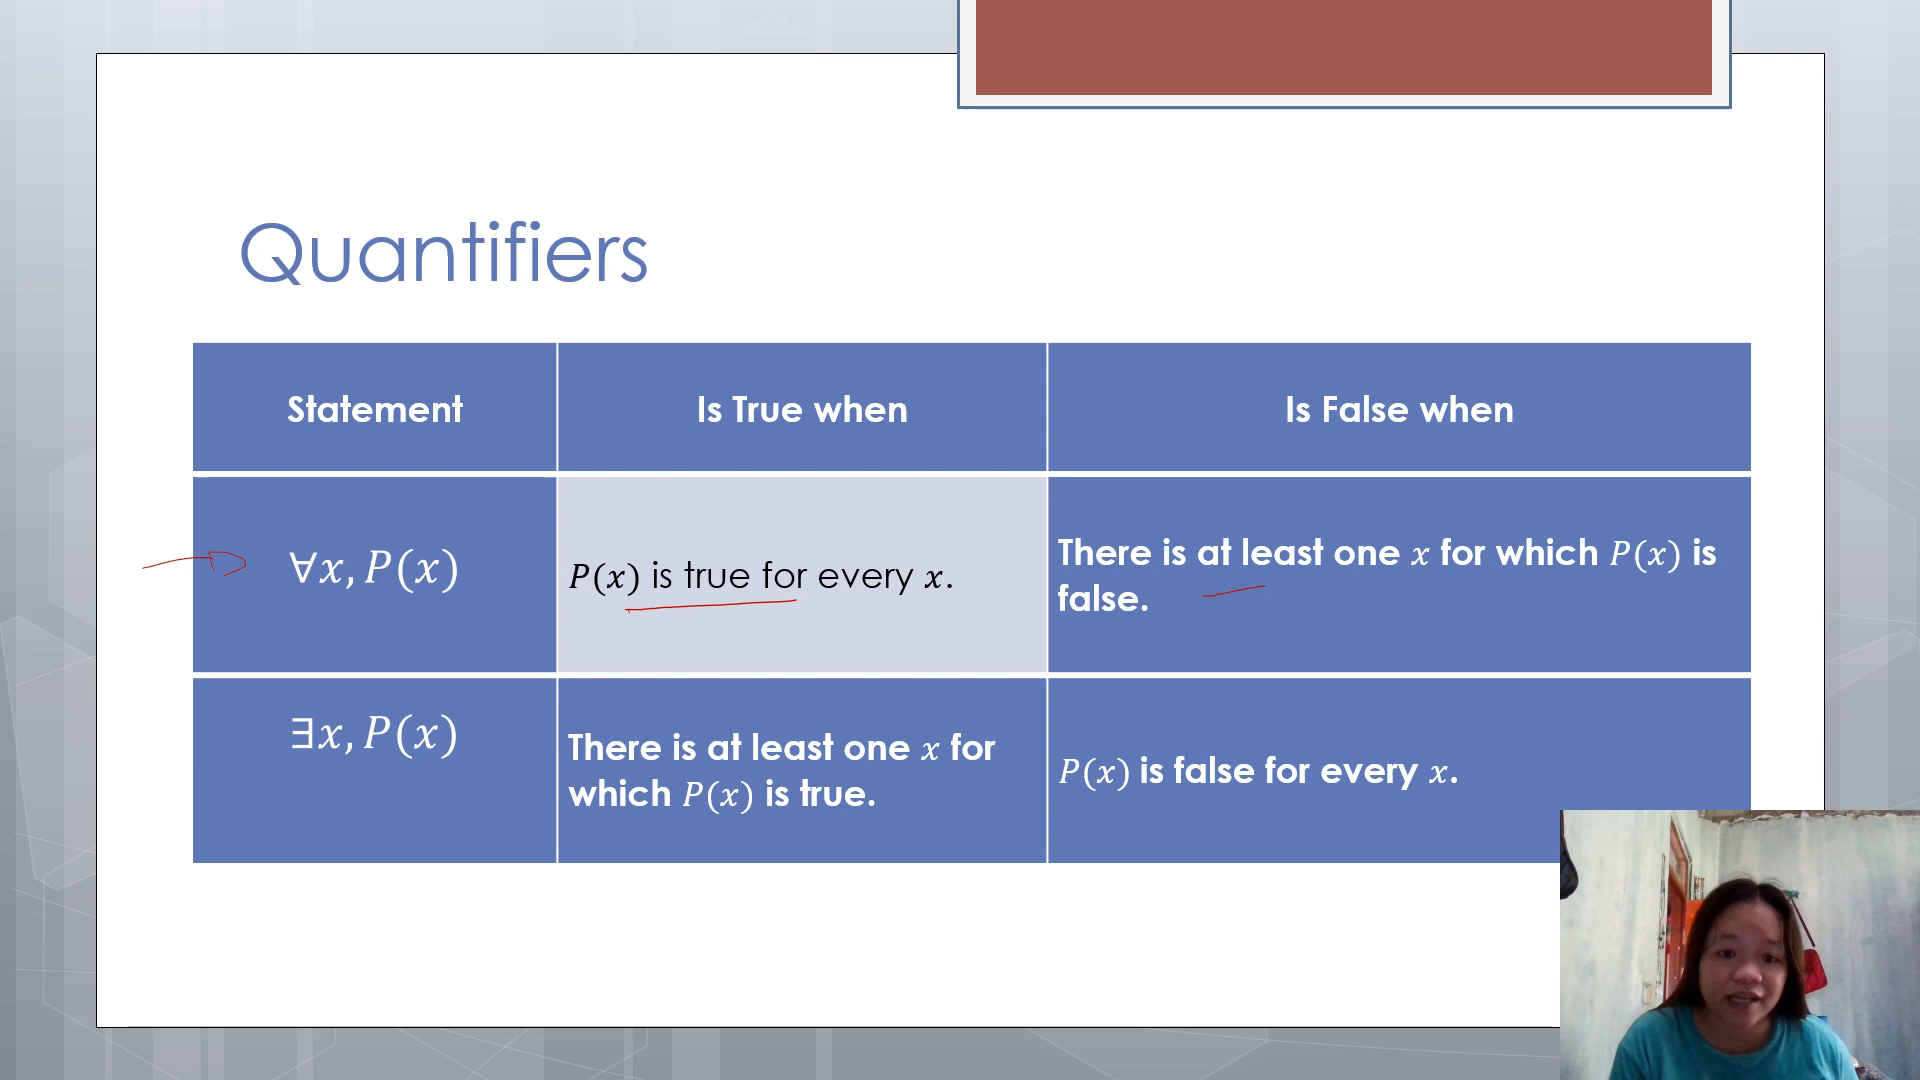 Quantifiers
Statement
Is True when
Is False when
∀x, P(x)
P(x) is true for every x.
There is at least one x for which P(x) is
false.
∃x, P(x)
There is at least one x for
which P(x) is true.
P(x) is false for every x.